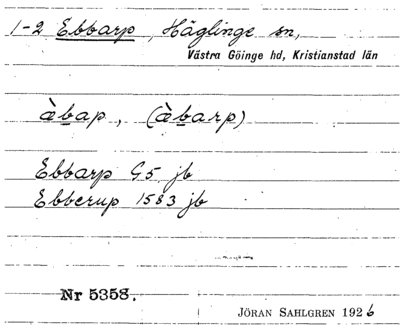 1-2 Ebbarp, Häglinge sn,
Västra Göinge hd, Kristianstad län
àbap, (àbarp)
Ebbarp G5 jb
Ebberup 1583 jb
Nr 5358.
JÖRAN SAHLGREN 1926